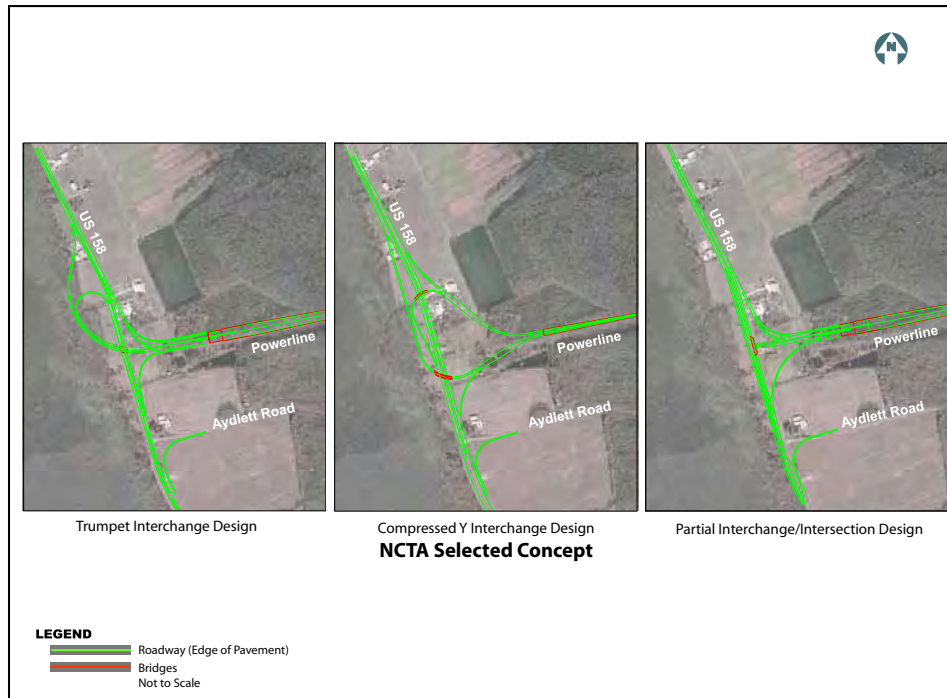 N
US 158
Powerline
Aydlett Road
Trumpet Interchange Design
US 158
Powerline
Aydlett Road
Compressed Y Interchange Design
NCTA Selected Concept
US 158
Powerline
Aydlett Road
Partial Interchange/Intersection Design
LEGEND
Roadway (Edge of Pavement)
Bridges
Not to Scale